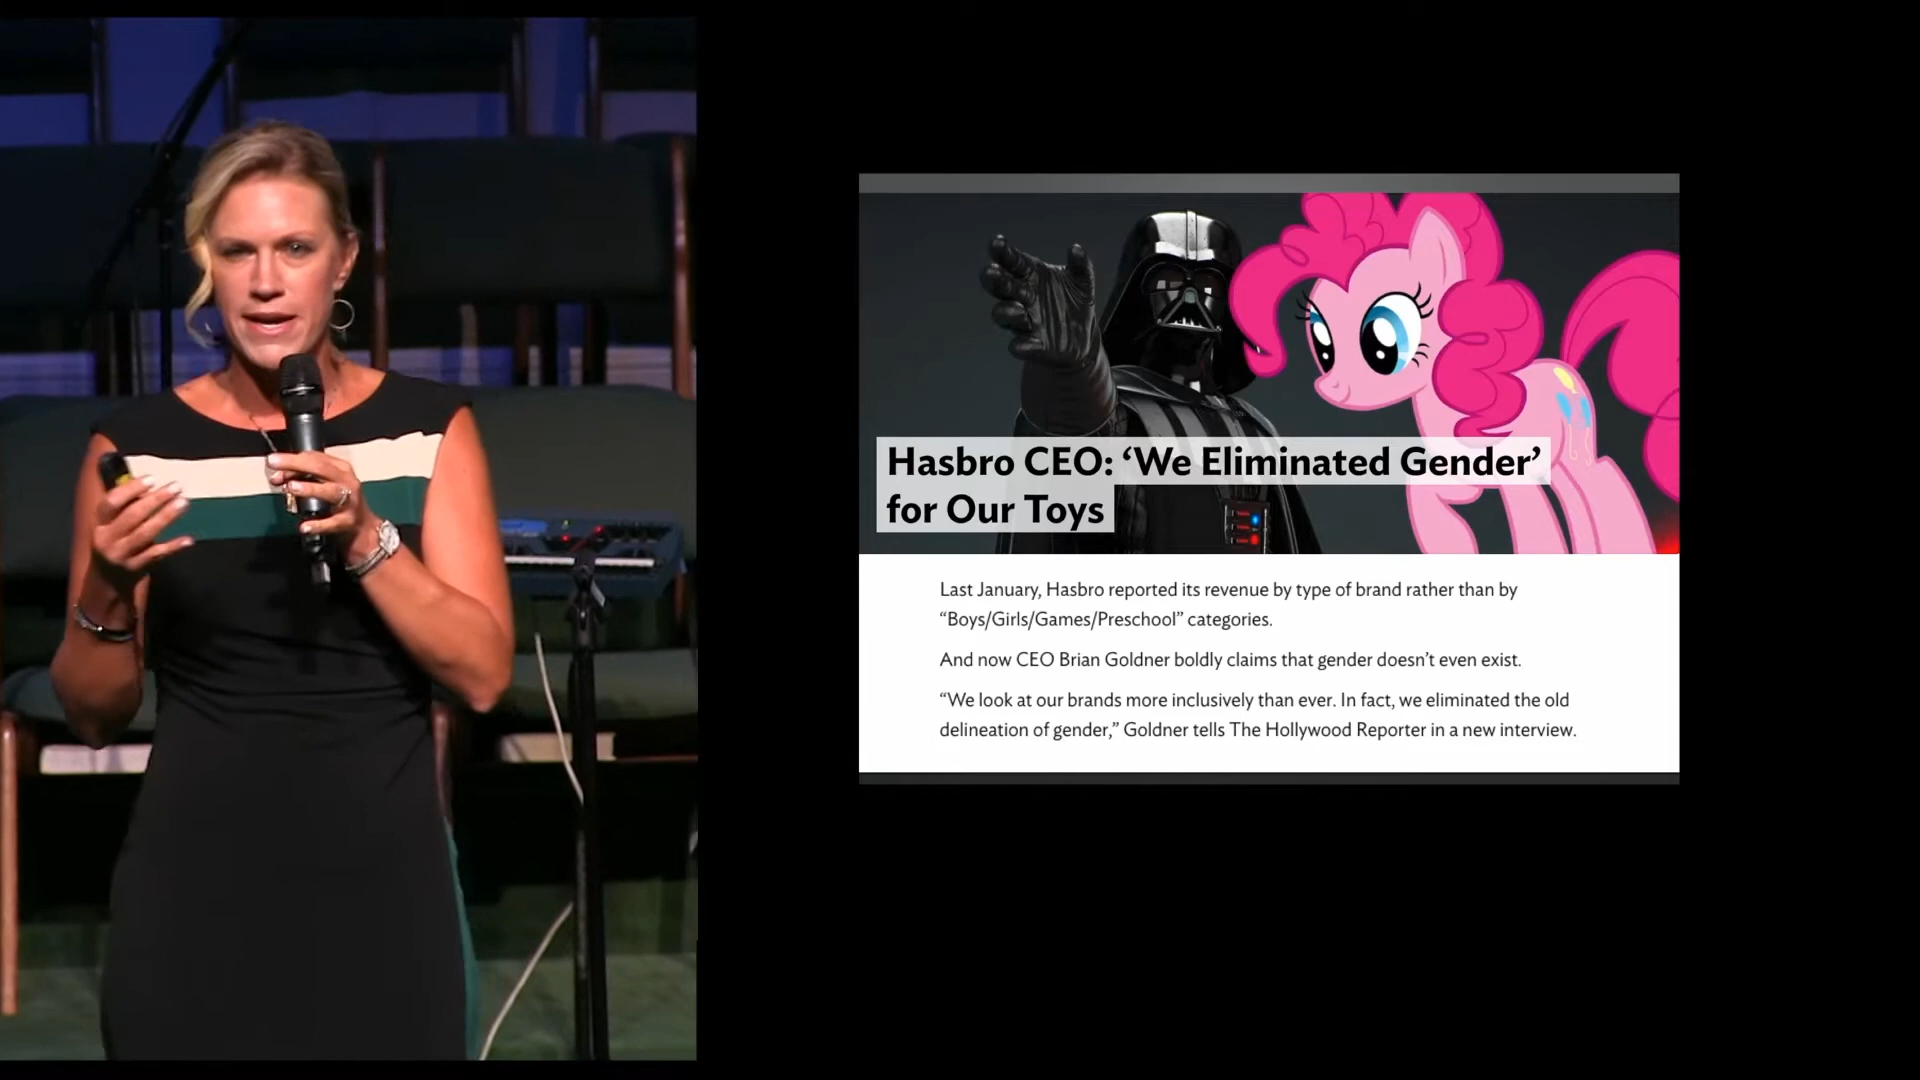 Hasbro CEO: ‘We Eliminated Gender’
for Our Toys
Last January, Hasbro reported its revenue by type of brand rather than by
“Boys/Girls/Games/Preschool” categories.
And now CEO Brian Goldner boldly claims that gender doesn’t even exist.
“We look at our brands more inclusively than ever. In fact, we eliminated the old
delineation of gender,” Goldner tells The Hollywood Reporter in a new interview.